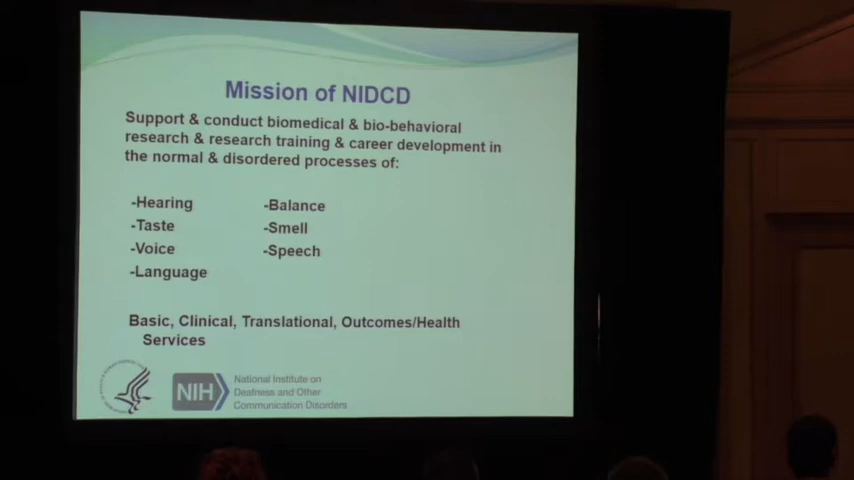 Mission of NIDCD
Support & conduct biomedical & bio-behavioral
research & research training & career development in
the normal & disordered processes of:
-Hearing
-Balance
-Taste
-Smell
-Voice
-Speech
-Language
Basic, Clinical, Translational, Outcomes/Health
Services
NIH
National Institute on
Deafness and Other
Communication Disorders